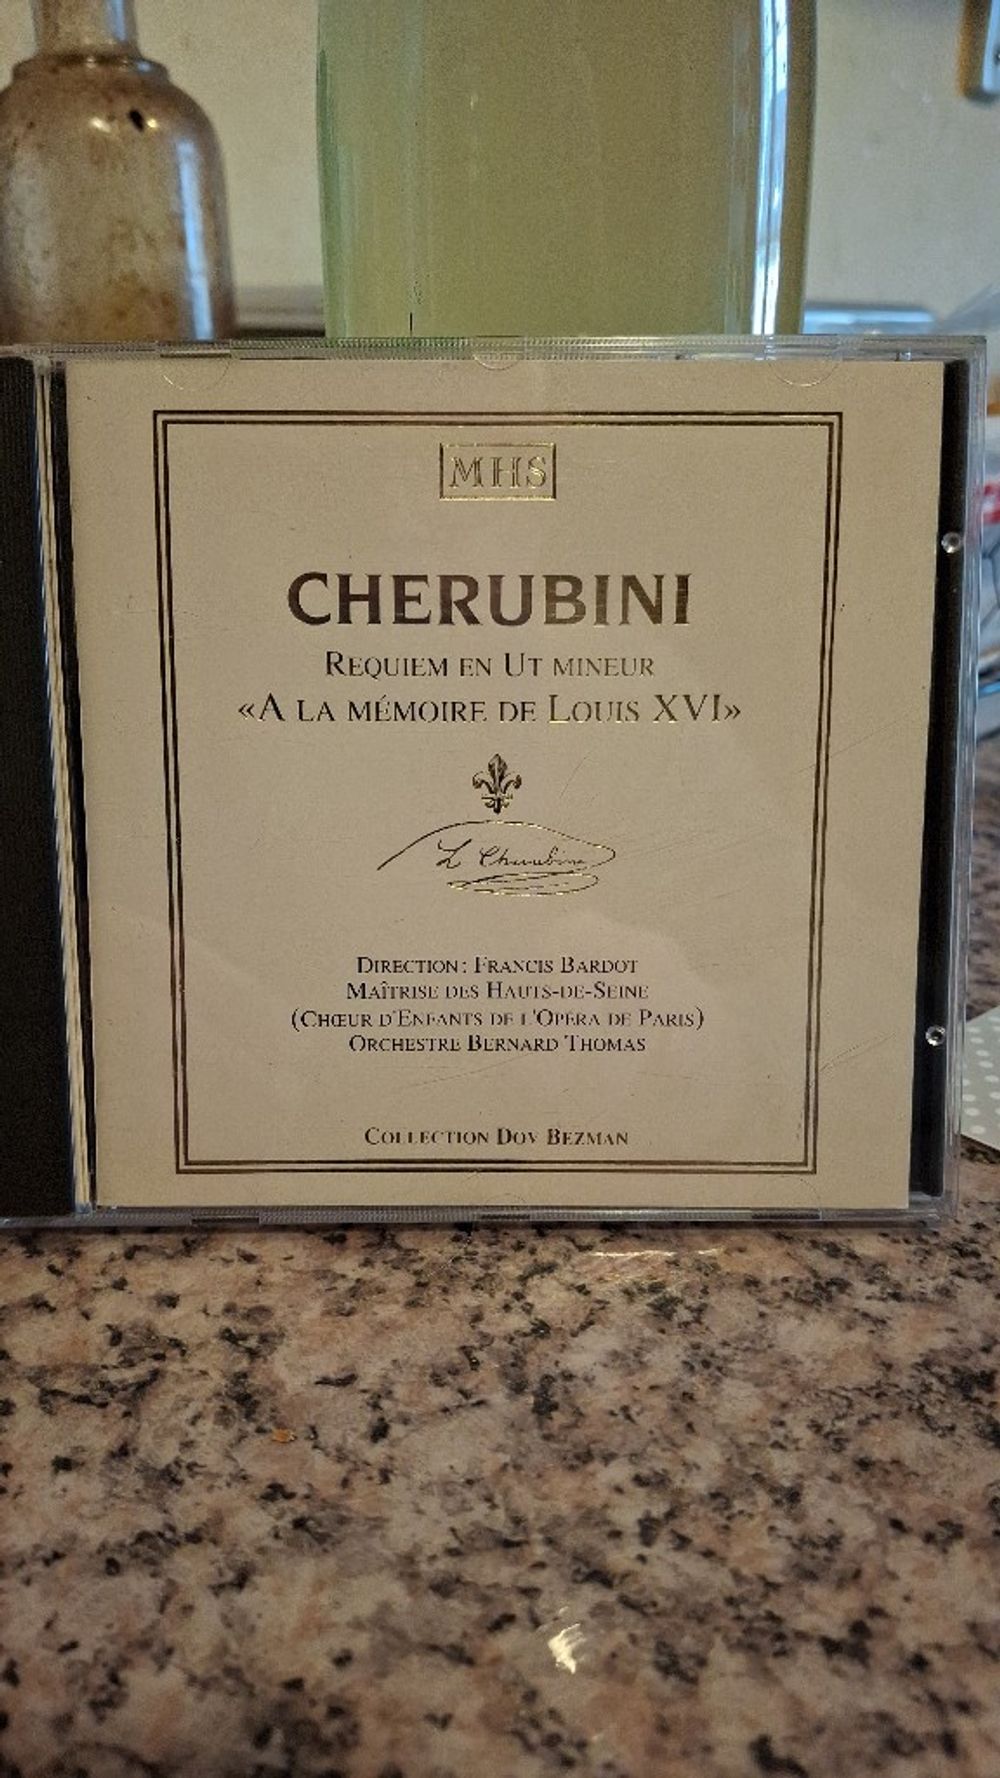 MHS
CHERUBINI
REQUIEM EN UT MINEUR
«A LA MÉMOIRE DE LOUIS XVI»
L Cherubini
DIRECTION: FRANCIS BARDOT
MAÎTRISE DES HAUTS-DE-SEINE
(CHŒUR D'ENFANTS DE L'OPÉRA DE PARIS)
ORCHESTRE BERNARD THOMAS
COLLECTION DOV BEZMAN